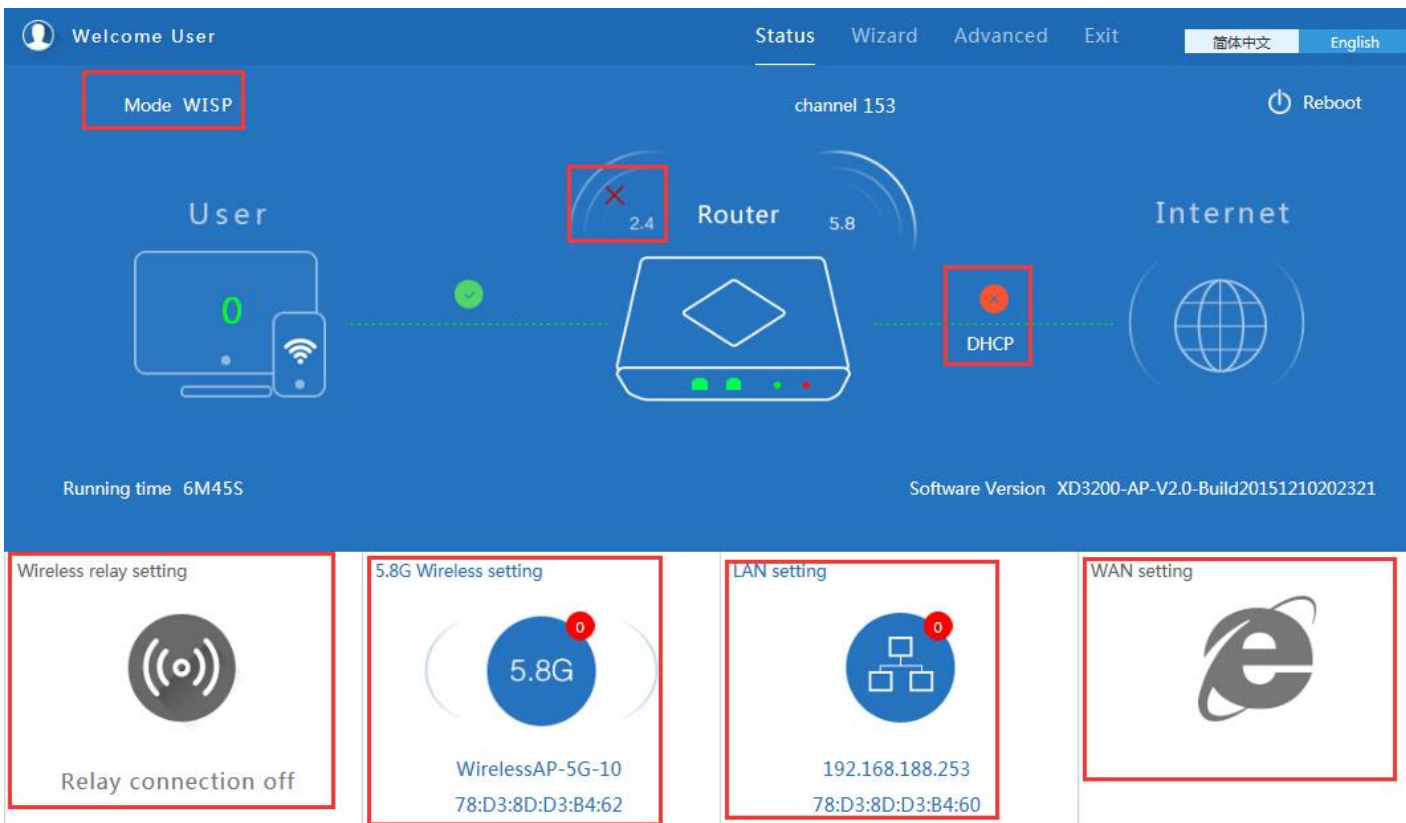 Welcome User
Status Wizard Advanced Exit 简体中文 English
Mode WISP
channel 153
Reboot
User
2.4
Router
5.8
Internet
0
DHCP
Running time 6M45S
Software Version XD3200-AP-V2.0-Build20151210202321
Wireless relay setting
Relay connection off
5.8G Wireless setting
0
5.8G
WirelessAP-5G-10
78:D3:8D:D3:B4:62
LAN setting
0
192.168.188.253
78:D3:8D:D3:B4:60
WAN setting